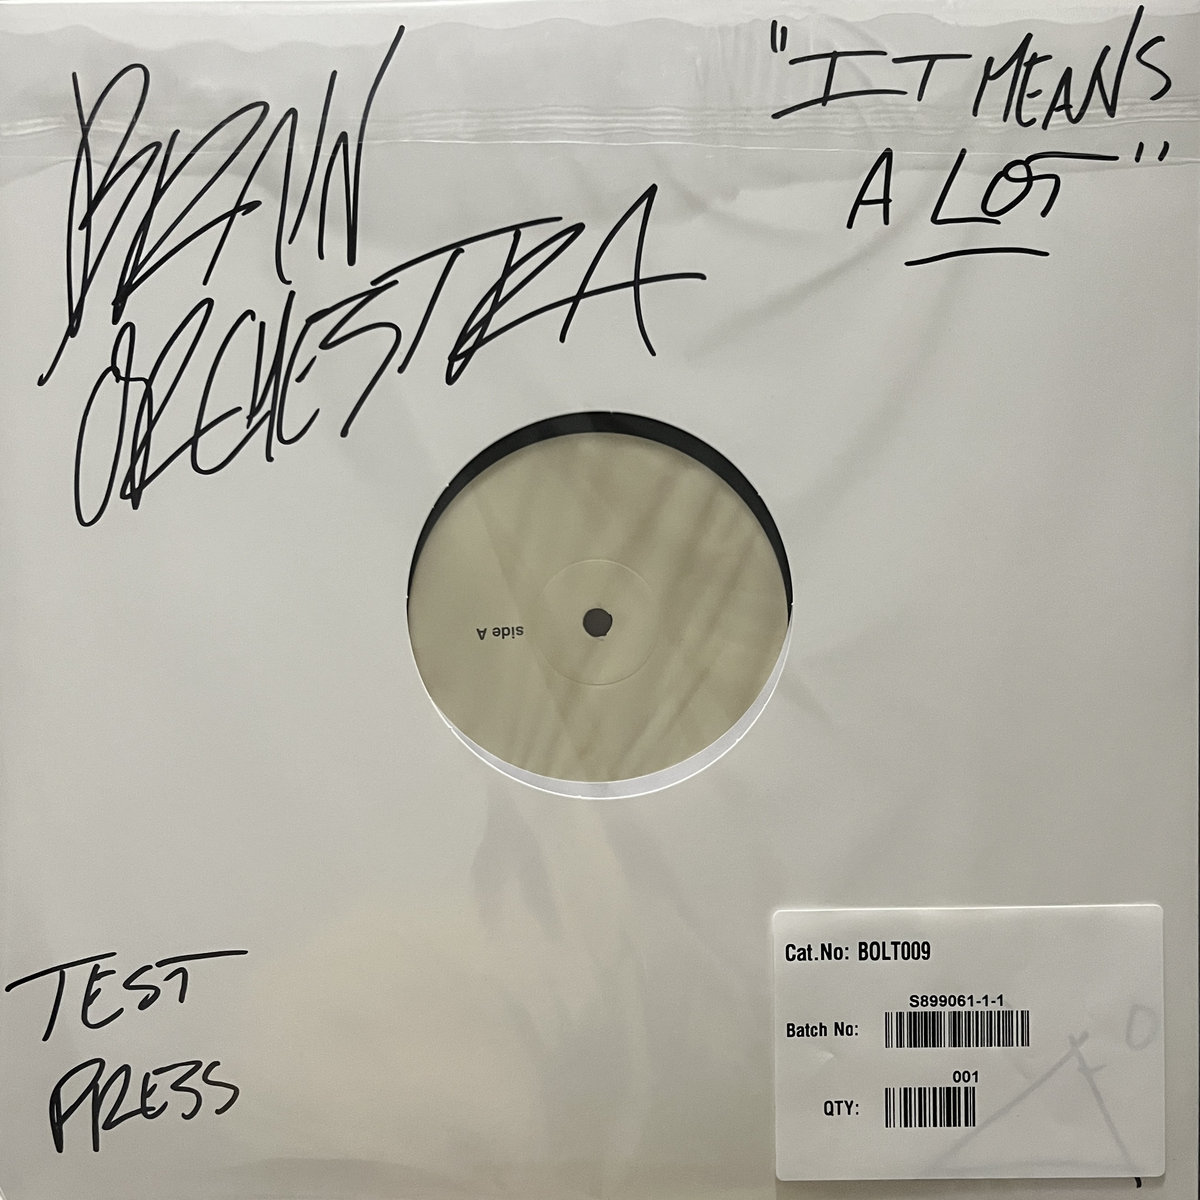 BRAIN
ORCHESTRA
"IT MEANS
A LOT"
side A
TEST
PRESS
Cat.No: BOLT009
S899061-1-1
Batch No:
001
QTY: